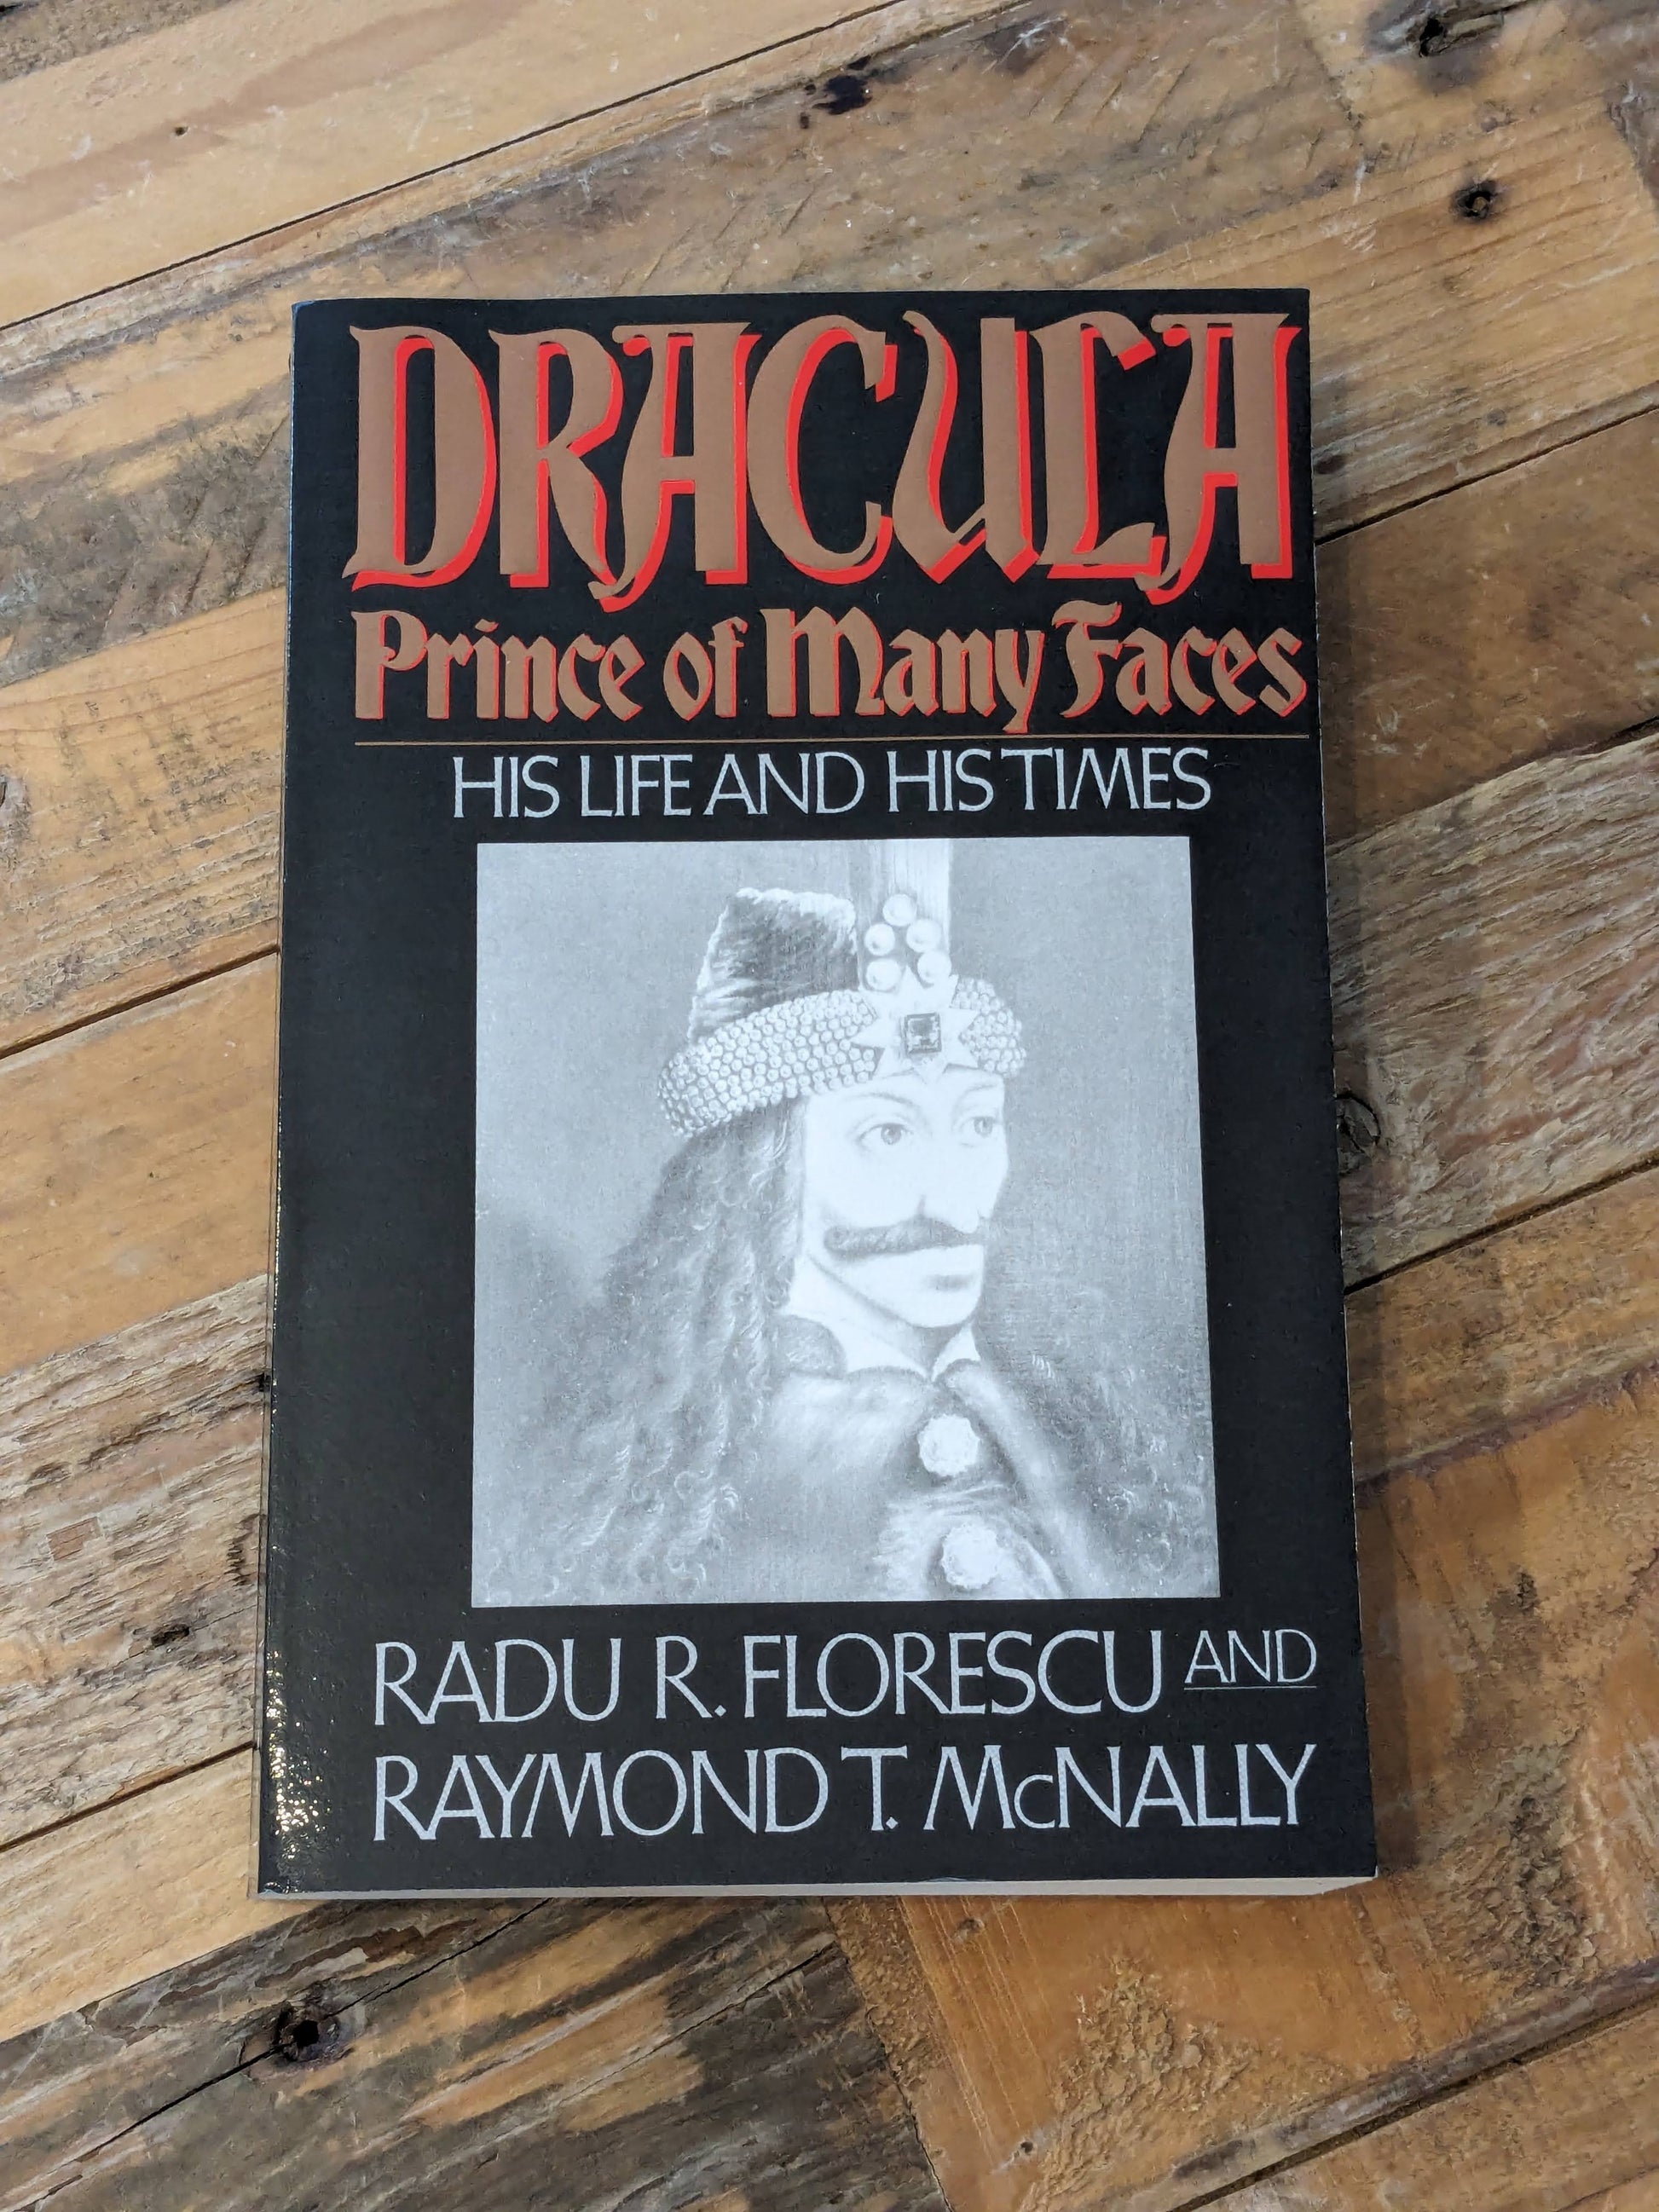 DRACULA
Prince of Many Faces
HIS LIFE AND HIS TIMES
RADU R. FLORESCU AND
RAYMOND T. McNALLY